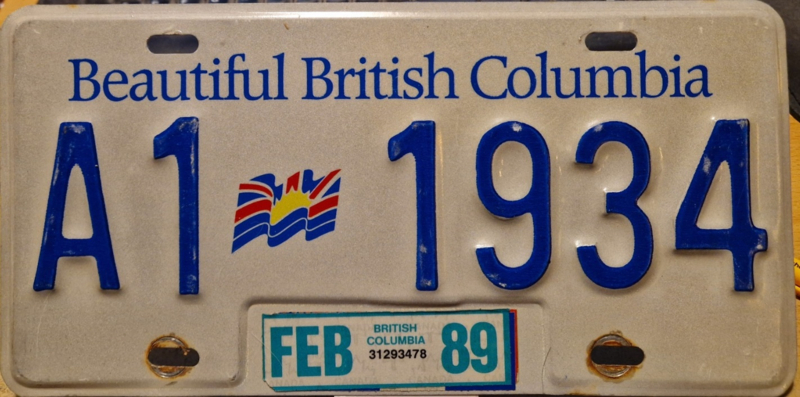 Beautiful British Columbia
A1 1934
FEB BRITISH COLUMBIA 31293478 89